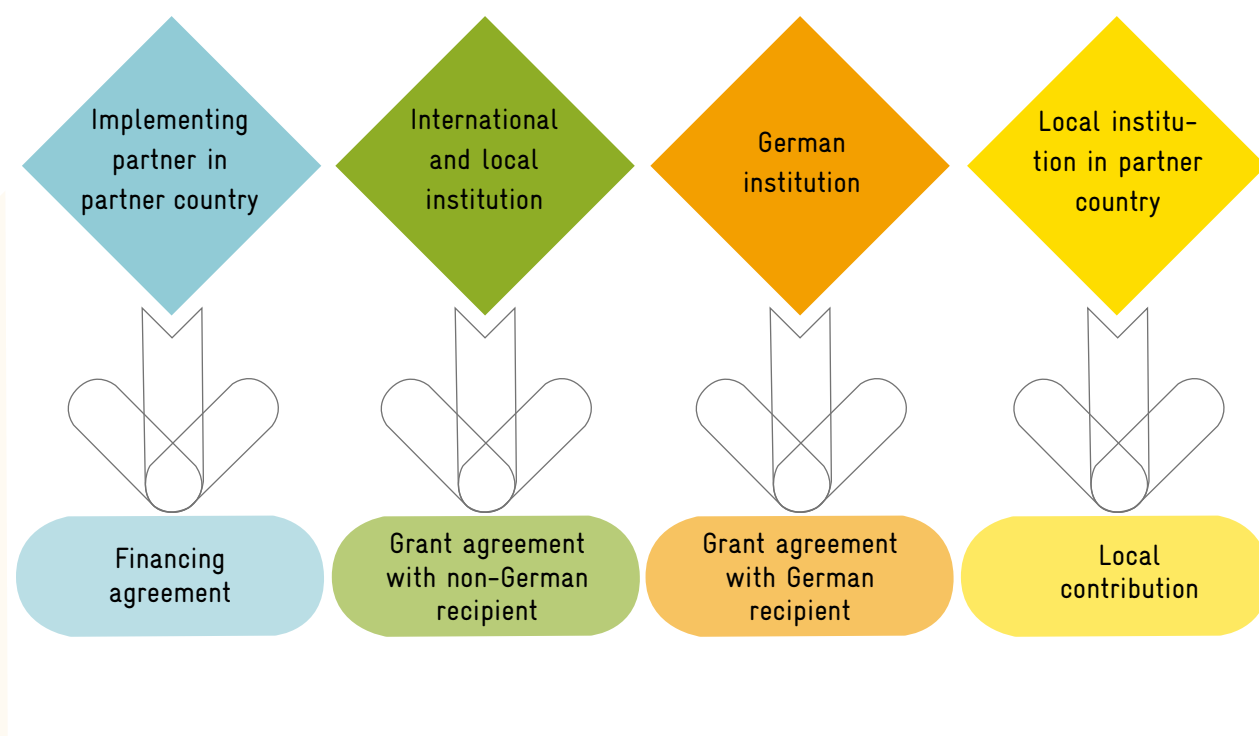 Implementing
partner in
partner country
International
and local
institution
German
institution
Local institu-
tion in partner
country
Financing
agreement
Grant agreement
with non-German
recipient
Grant agreement
with German
recipient
Local
contribution